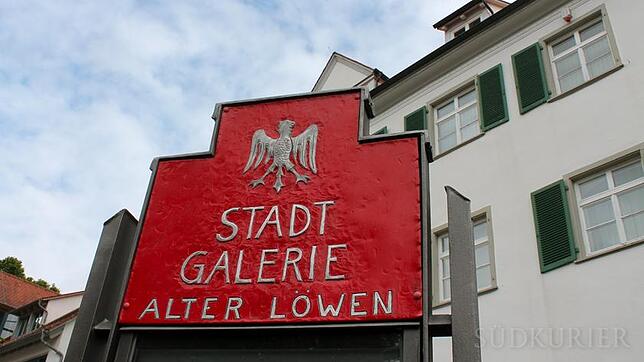 STADT
GALERIE
ALTER LÖWEN
SÜDKURIER